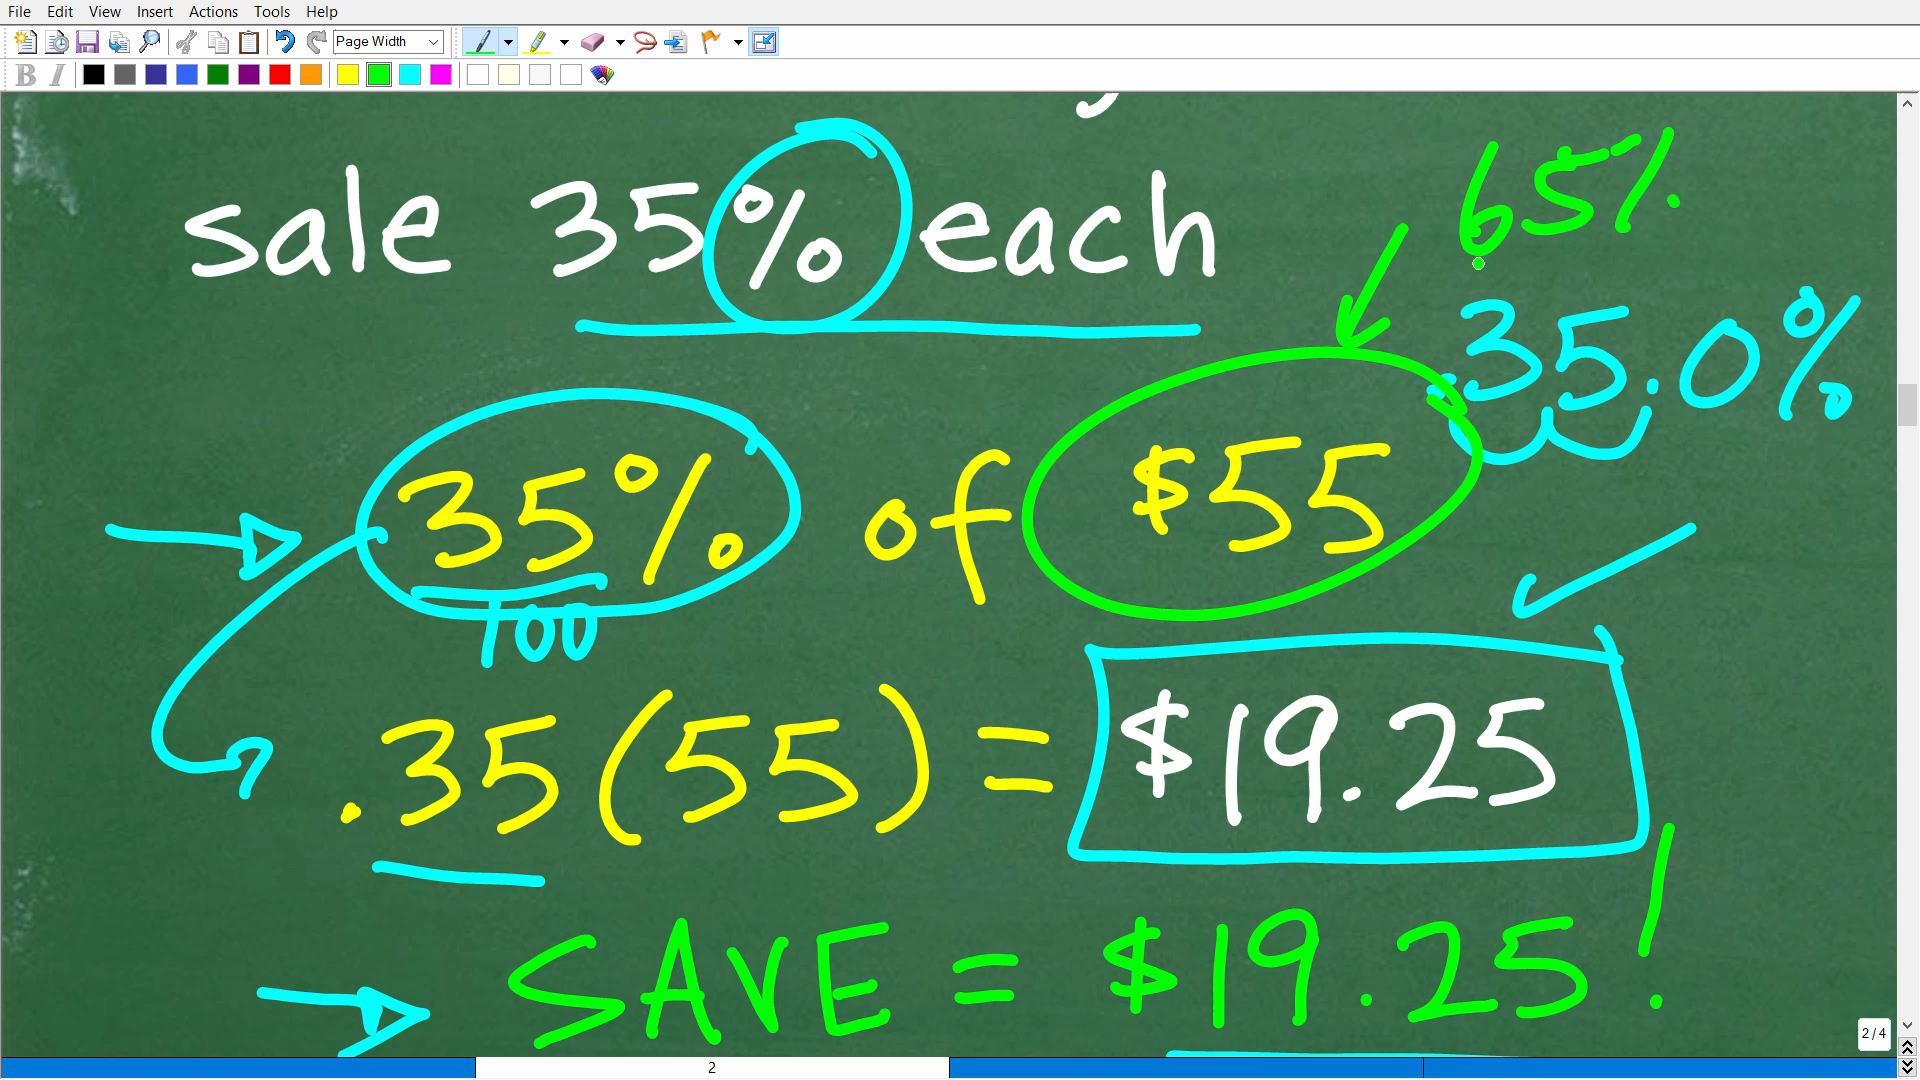 File Edit View Insert Actions Tools Help
Page Width
B I
sale 35% each
65%
.35.0%
35% of $55
100
.35(55) = $19.25
SAVE = $19.25!
2 / 4
2